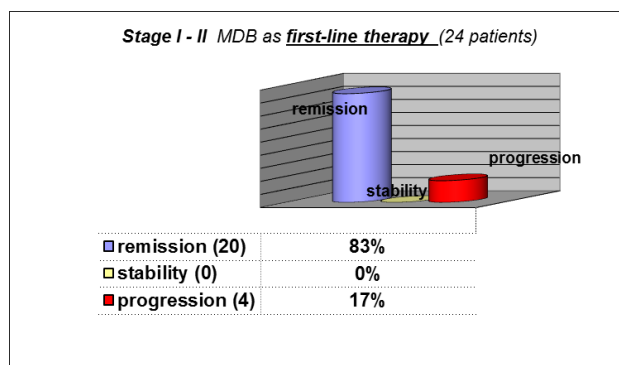 Stage I - II MDB as first-line therapy (24 patients)
remission
progression
stability
remission (20) 83%
stability (0) 0%
progression (4) 17%